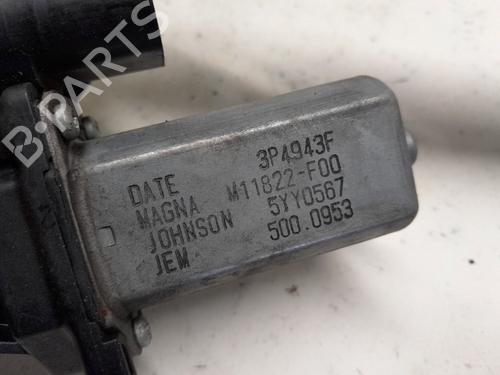 B-PARTS
DATE 3P4943F
MAGNA M11822-F00
JOHNSON 5YY0567
JEM 500.0953